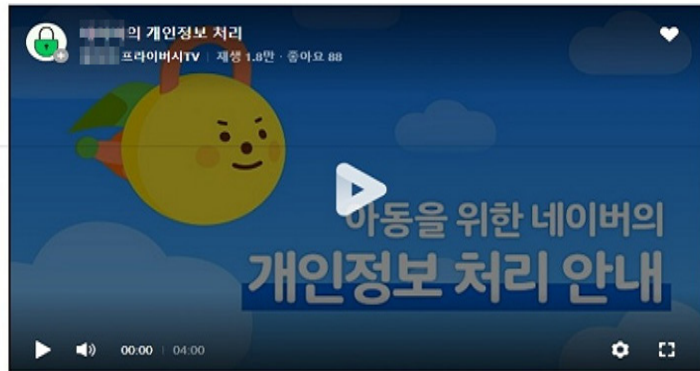 의 개인정보 처리
프라이버시TV | 재생 1.8만 · 좋아요 88
아동을 위한 네이버의
개인정보 처리 안내
00:00 | 04:00